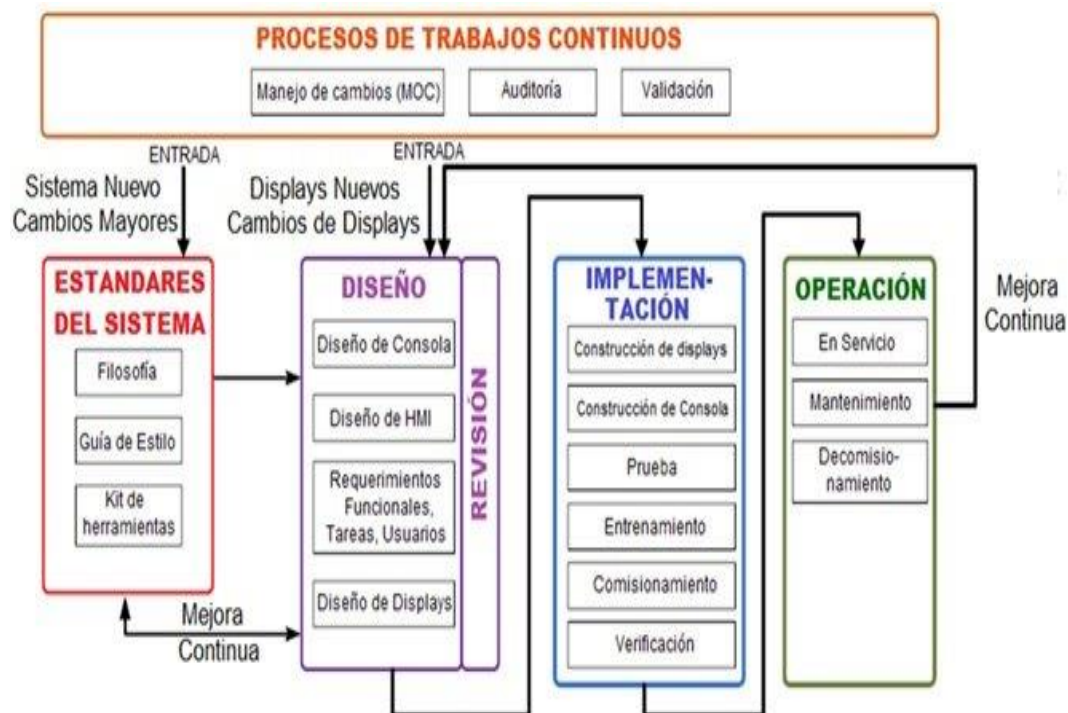 PROCESOS DE TRABAJOS CONTINUOS
Manejo de cambios (MOC)
Auditoría
Validación
ENTRADA
ENTRADA
Sistema Nuevo
Cambios Mayores
Displays Nuevos
Cambios de Displays
ESTANDARES
DEL SISTEMA
Filosofía
Guía de Estilo
Kit de
herramientas
Mejora
Continua
DISEÑO
Diseño de Consola
Diseño de HMI
Requerimientos
Funcionales,
Tareas, Usuarios
Diseño de Displays
REVISIÓN
IMPLEMEN-
TACIÓN
Construcción de displays
Construcción de Consola
Prueba
Entrenamiento
Comisionamiento
Verificación
OPERACIÓN
En Servicio
Mantenimiento
Decomisio-
namiento
Mejora
Continua